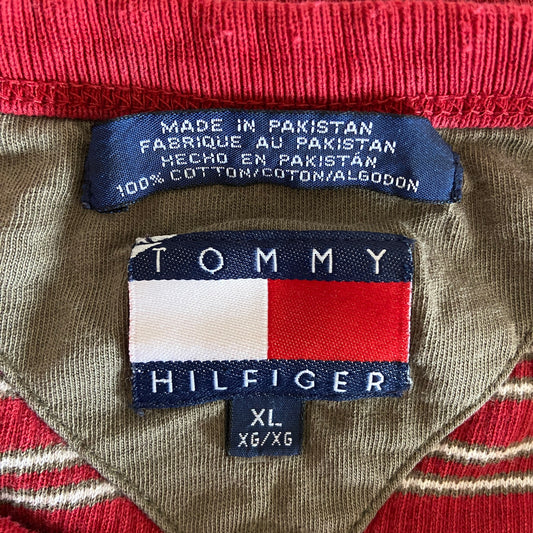 MADE IN PAKISTAN
FABRIQUE AU PAKISTAN
HECHO EN PAKISTÁN
100% COTTON/COTON/ALGODON
TOMMY
HILFIGER
XL
XG/XG